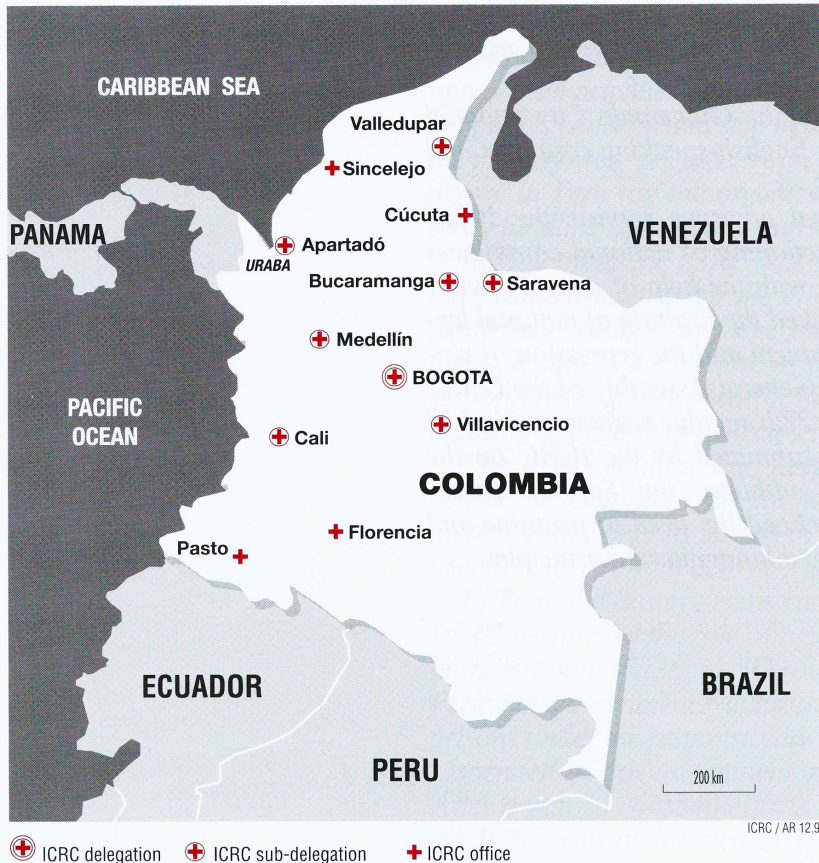 CARIBBEAN SEA
Valledupar
Sincelejo
Cúcuta
PANAMA
Apartadó
VENEZUELA
URABA
Bucaramanga
Saravena
Medellín
BOGOTA
PACIFIC
OCEAN
Cali
Villavicencio
COLOMBIA
Florencia
Pasto
ECUADOR
BRAZIL
PERU
200 km
ICRC / AR 12.9
ICRC delegation
ICRC sub-delegation
ICRC office